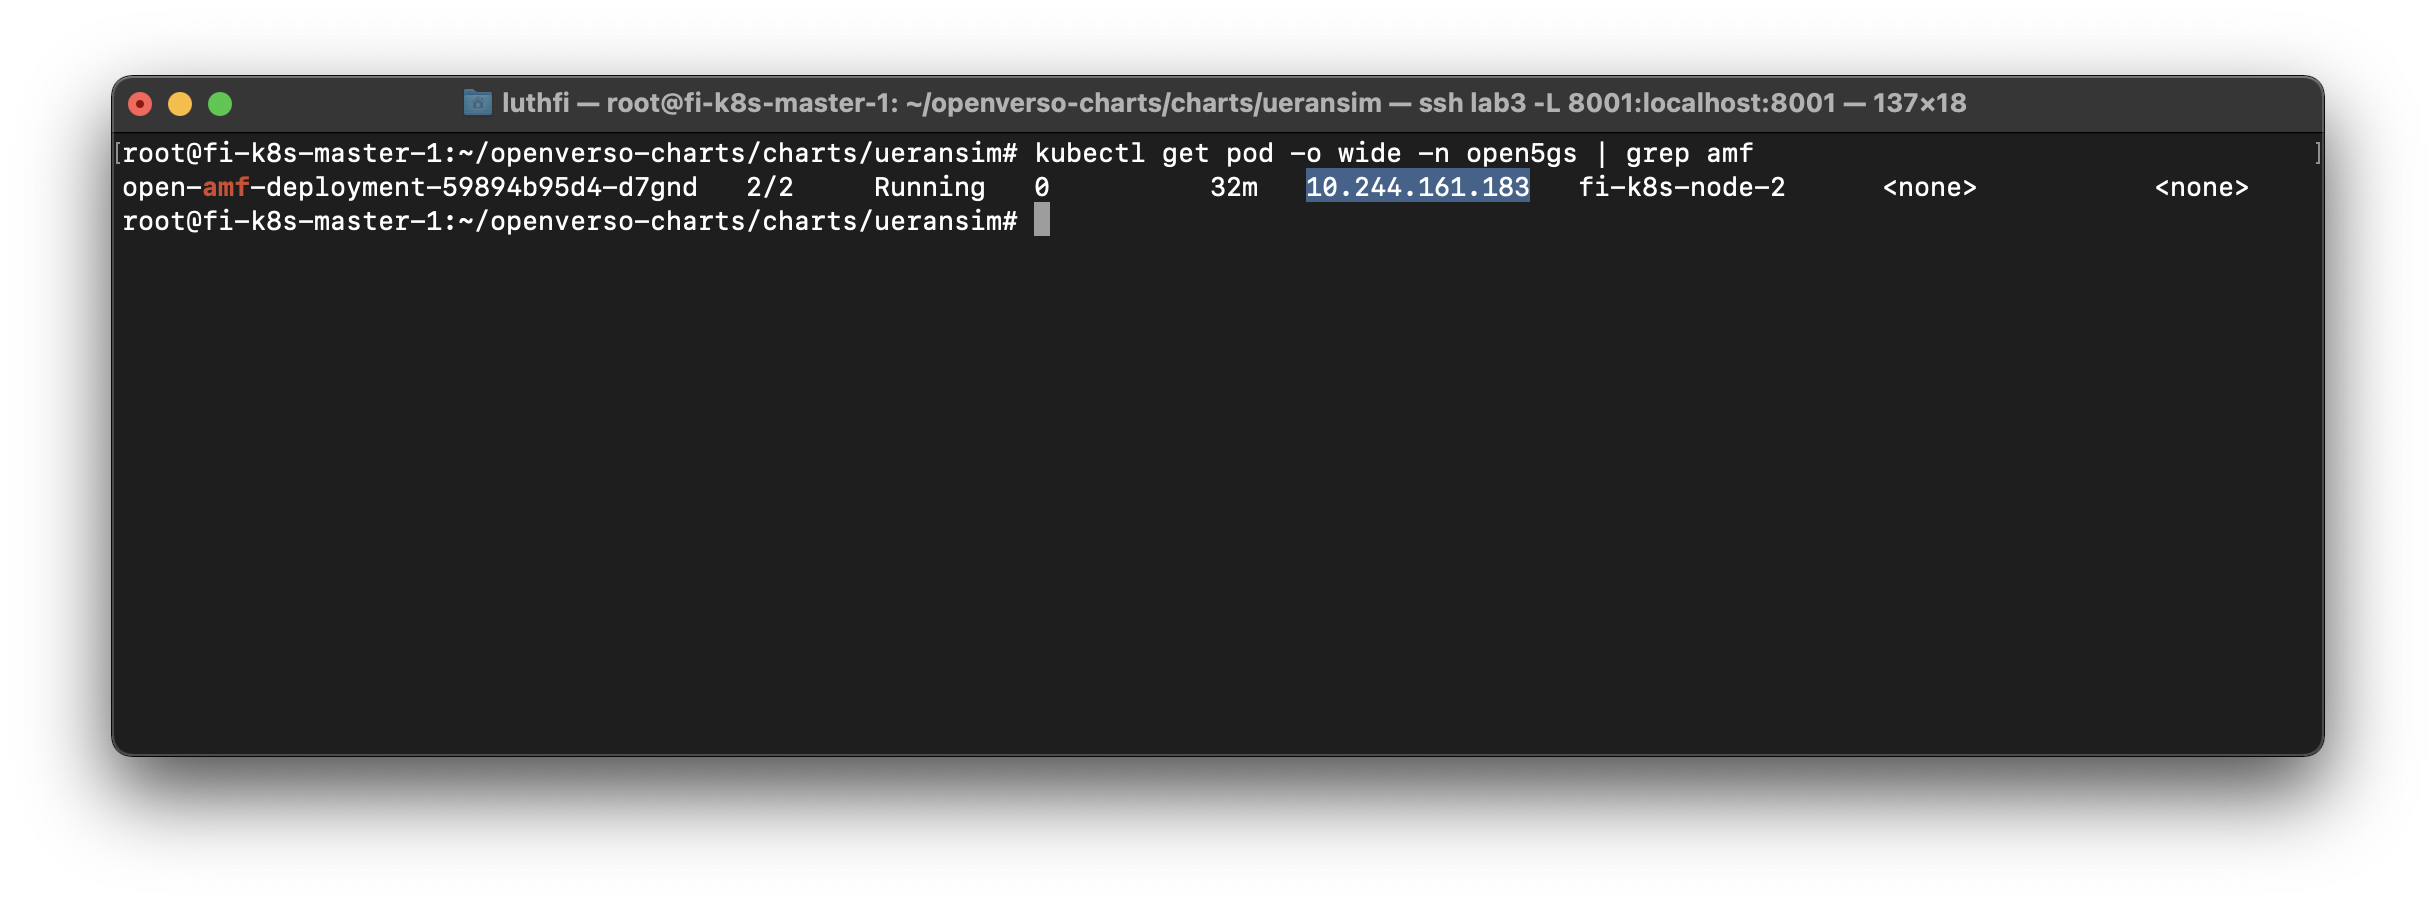 luthfi — root@fi-k8s-master-1: ~/openverso-charts/charts/ueransim — ssh lab3 -L 8001:localhost:8001 — 137×18
[root@fi-k8s-master-1:~/openverso-charts/charts/ueransim# kubectl get pod -o wide -n open5gs | grep amf ]
open-amf-deployment-59894b95d4-d7gnd 2/2 Running 0 32m 10.244.161.183 fi-k8s-node-2 <none> <none>
root@fi-k8s-master-1:~/openverso-charts/charts/ueransim#